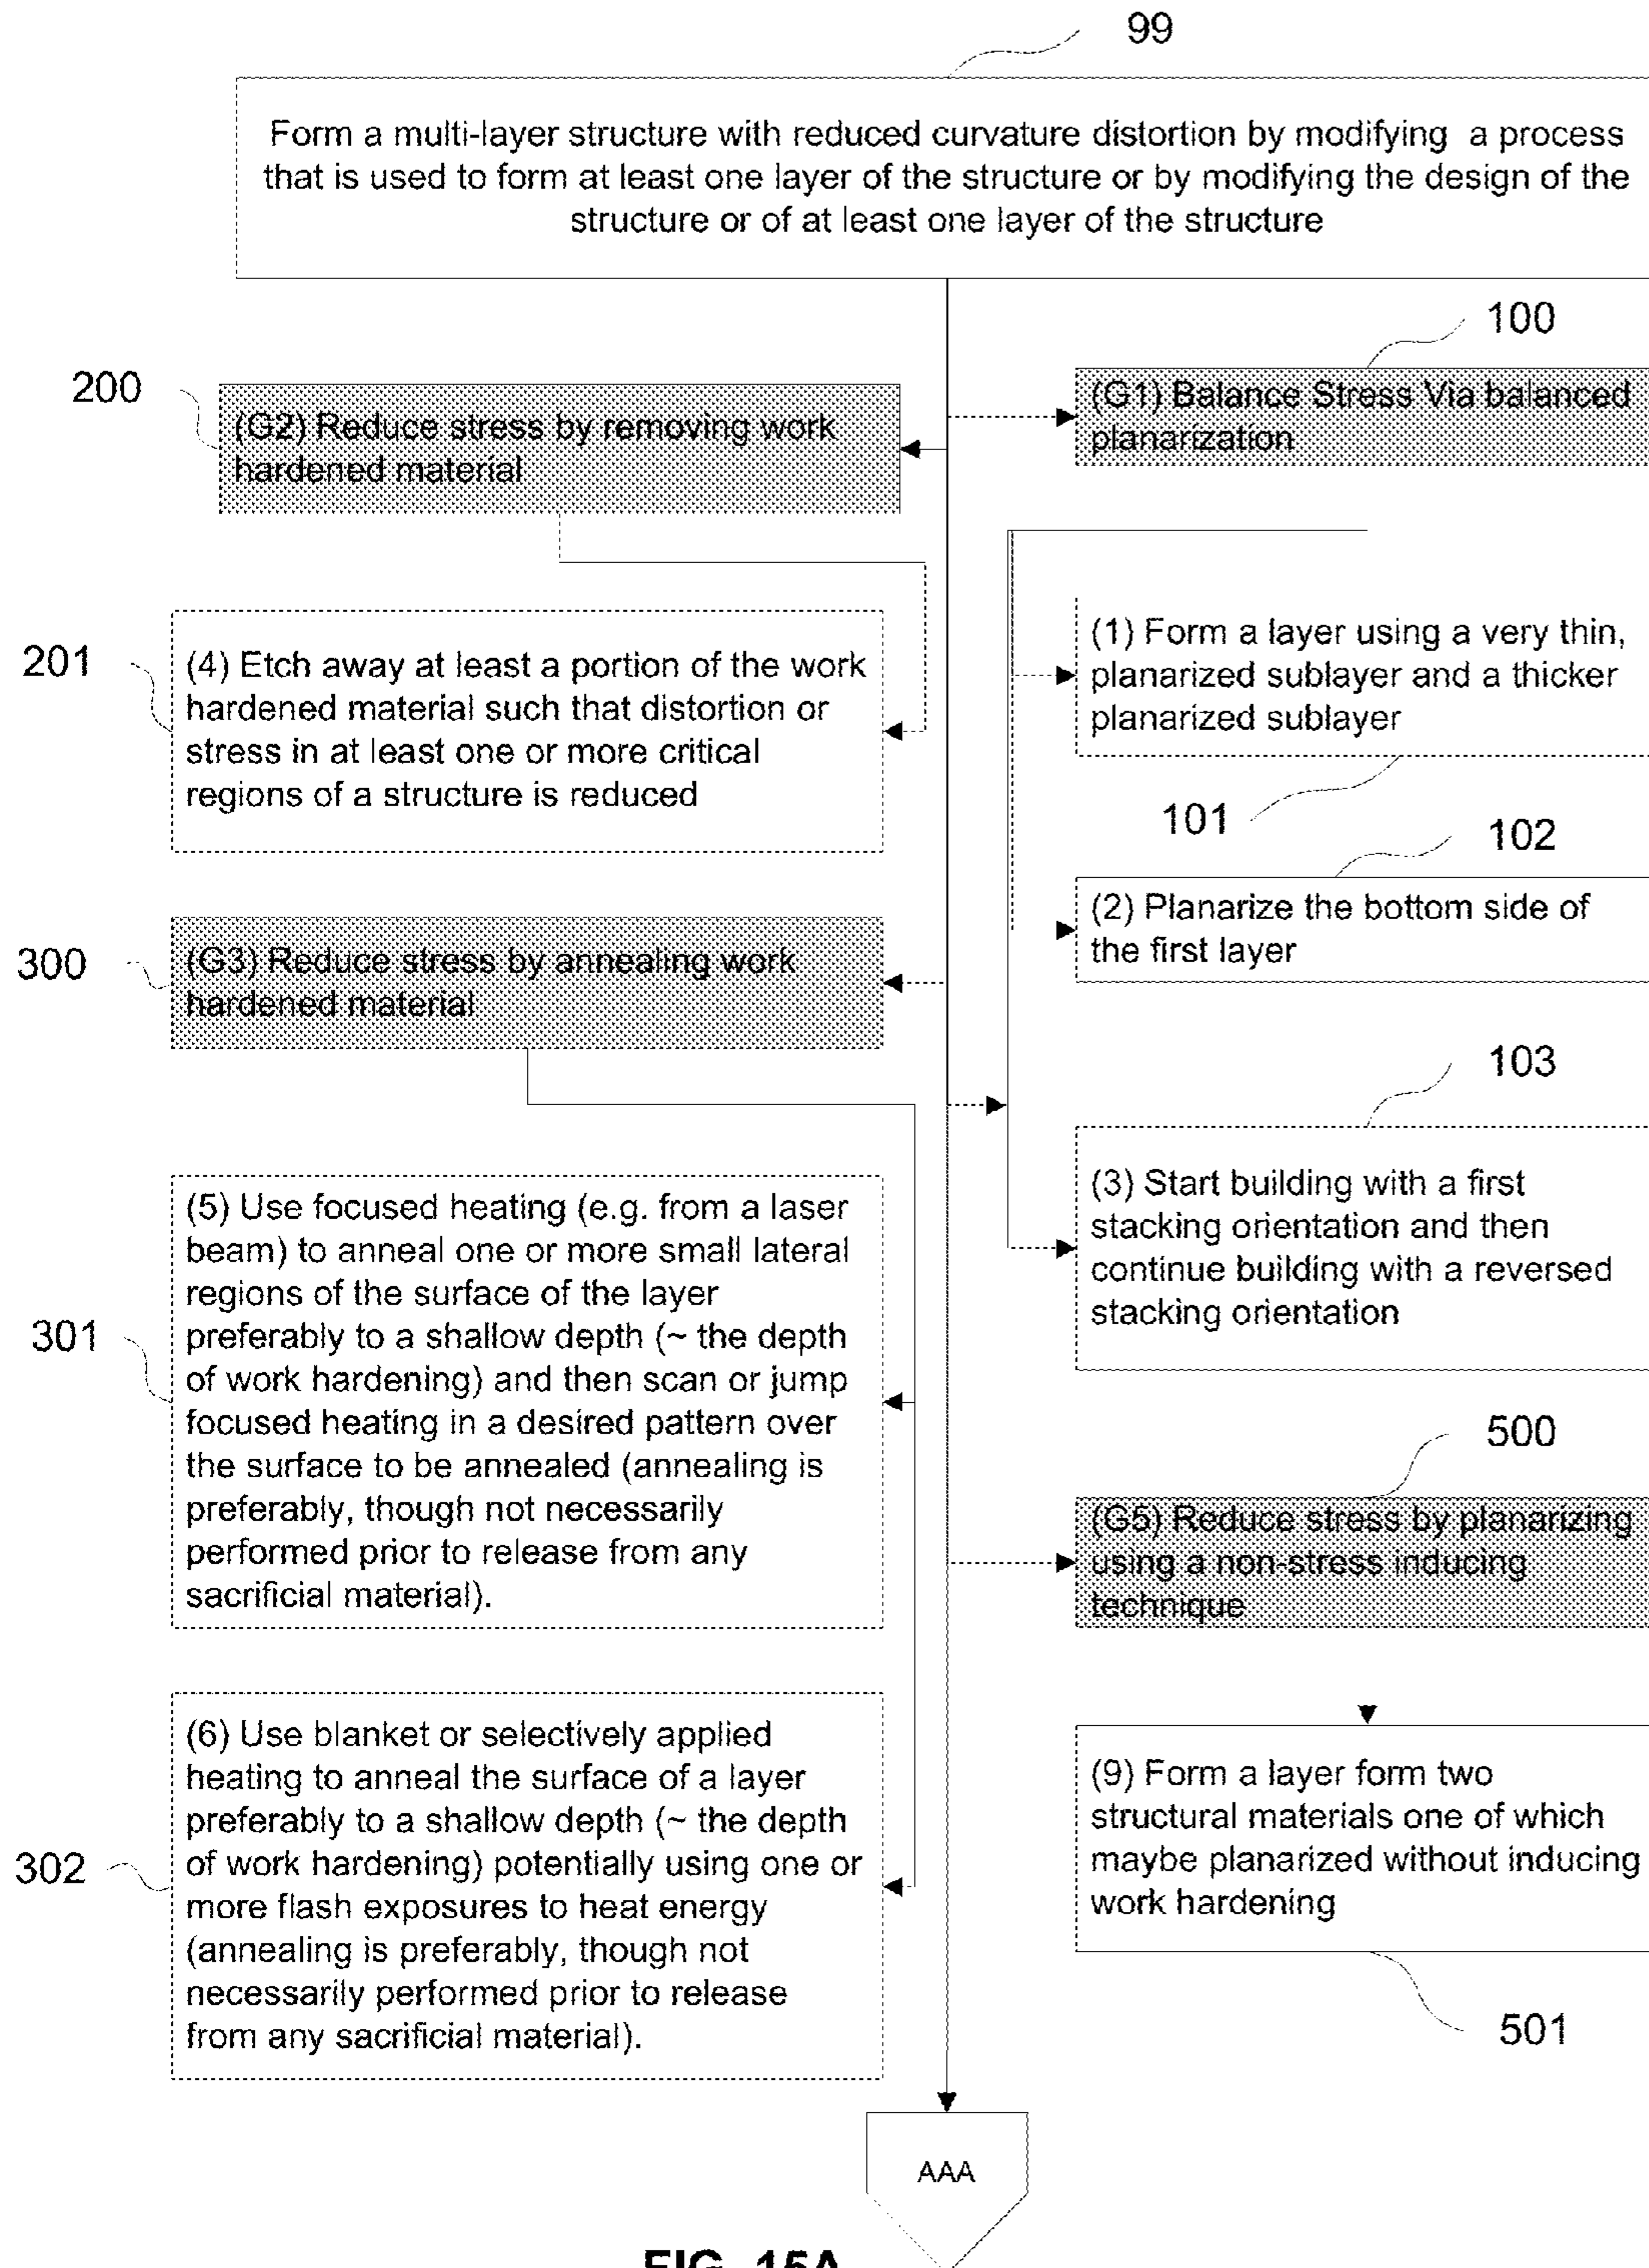 99
Form a multi-layer structure with reduced curvature distortion by modifying a process
that is used to form at least one layer of the structure or by modifying the design of the
structure or of at least one layer of the structure
100
200
(G1) Balance Stress Via balanced
planarization
(G2) Reduce stress by removing work
hardened material
201
(4) Etch away at least a portion of the work
hardened material such that distortion or
stress in at least one or more critical
regions of a structure is reduced
(1) Form a layer using a very thin,
planarized sublayer and a thicker
planarized sublayer
101
102
(2) Planarize the bottom side of
the first layer
300
(G3) Reduce stress by annealing work
hardened material
103
(3) Start building with a first
stacking orientation and then
continue building with a reversed
stacking orientation
301
(5) Use focused heating (e.g. from a laser
beam) to anneal one or more small lateral
regions of the surface of the layer
preferably to a shallow depth (~ the depth
of work hardening) and then scan or jump
focused heating in a desired pattern over
the surface to be annealed (annealing is
preferably, though not necessarily
performed prior to release from any
sacrificial material).
500
(G5) Reduce stress by planarizing
using a non-stress inducing
technique
302
(6) Use blanket or selectively applied
heating to anneal the surface of a layer
preferably to a shallow depth (~ the depth
of work hardening) potentially using one or
more flash exposures to heat energy
(annealing is preferably, though not
necessarily performed prior to release
from any sacrificial material).
(9) Form a layer form two
structural materials one of which
maybe planarized without inducing
work hardening
501
AAA
FIG. 15A